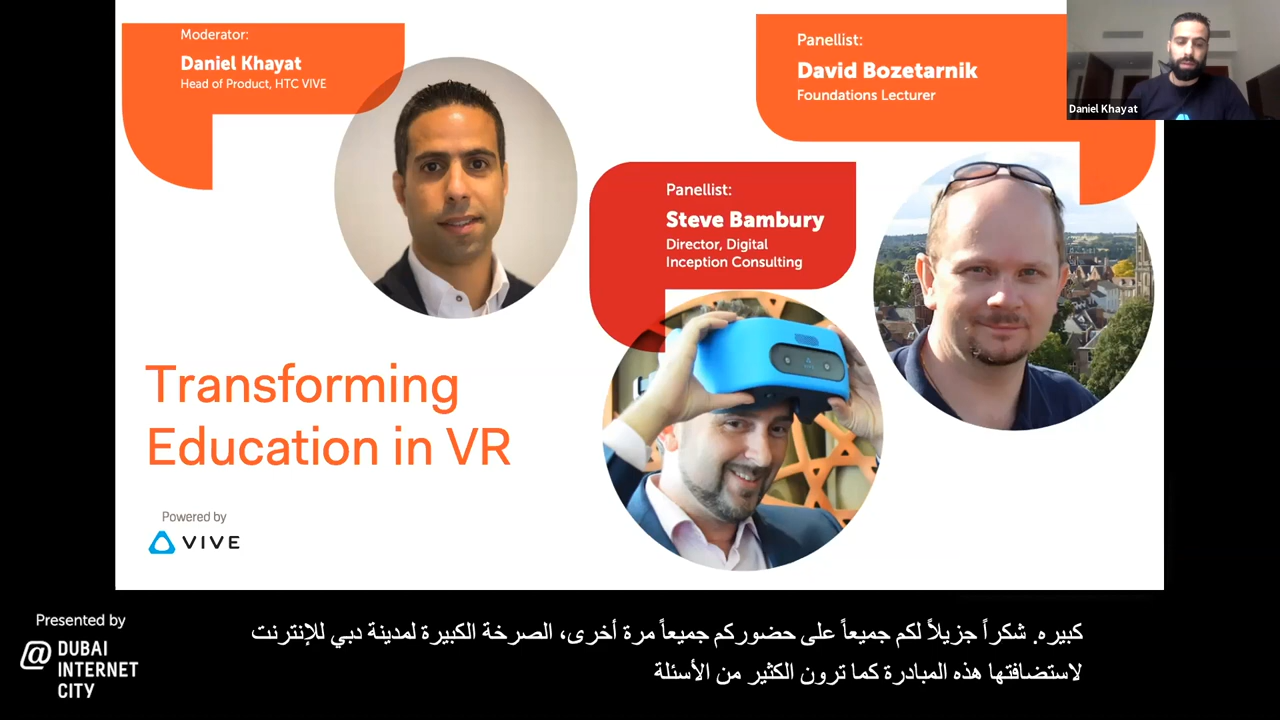 Moderator:
Daniel Khayat
Head of Product, HTC VIVE
Panellist:
David Bozetarnik
Foundations Lecturer
Daniel Khayat
Panellist:
Steve Bambury
Director, Digital
Inception Consulting
Transforming
Education in VR
Powered by
VIVE
Presented by
@ DUBAI
INTERNET
CITY
كبيره. شكراً جزيلاً لكم جميعاً على حضوركم جميعاً مرة أخرى، الصرخة الكبيرة لمدينة دبي للإنترنت
لاستضافتها هذه المبادرة كما ترون الكثير من الأسئلة